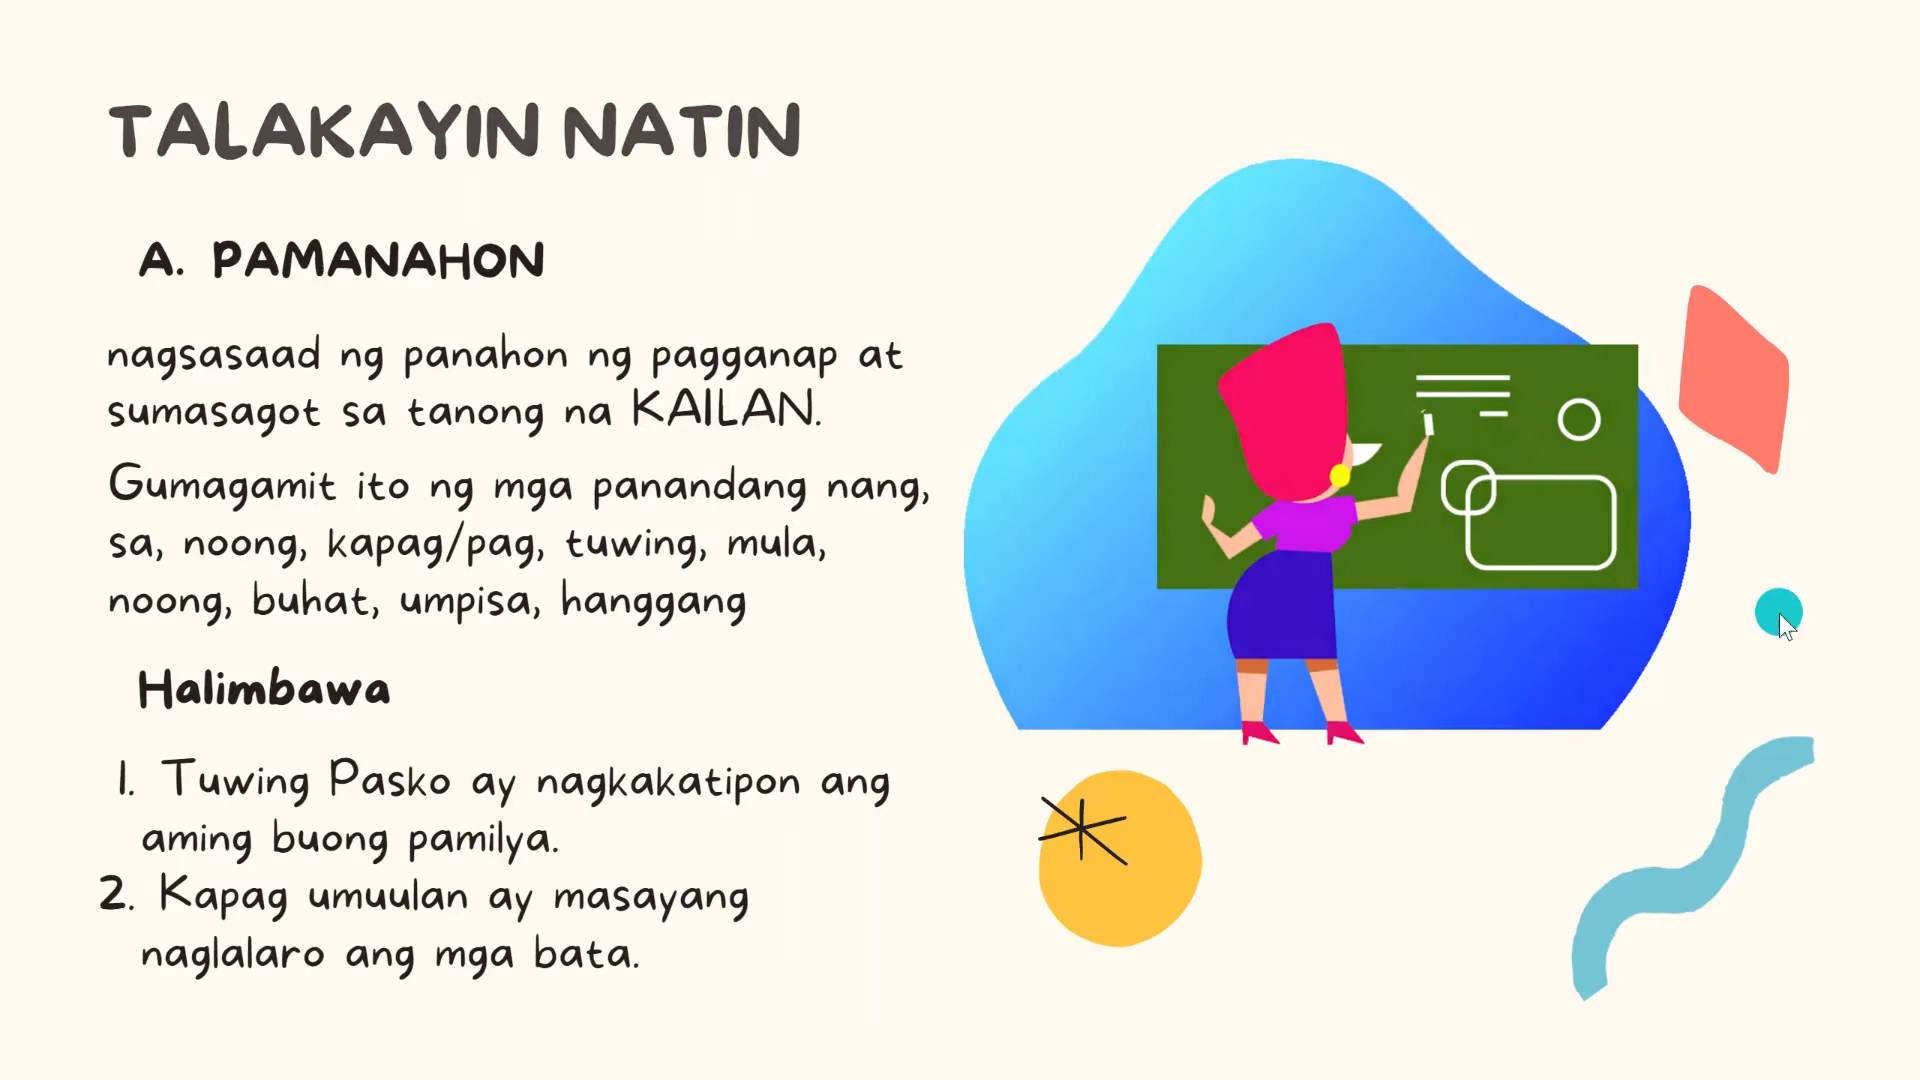 TALAKAYIN NATIN
A. PAMANAHON
nagsasaad ng panahon ng pagganap at
sumasagot sa tanong na KAILAN.
Gumagamit ito ng mga panandang nang,
sa, noong, kapag/pag, tuwing, mula,
noong, buhat, umpisa, hanggang
Halimbawa
1. Tuwing Pasko ay nagkakatipon ang
aming buong pamilya.
2. Kapag umuulan ay masayang
naglalaro ang mga bata.